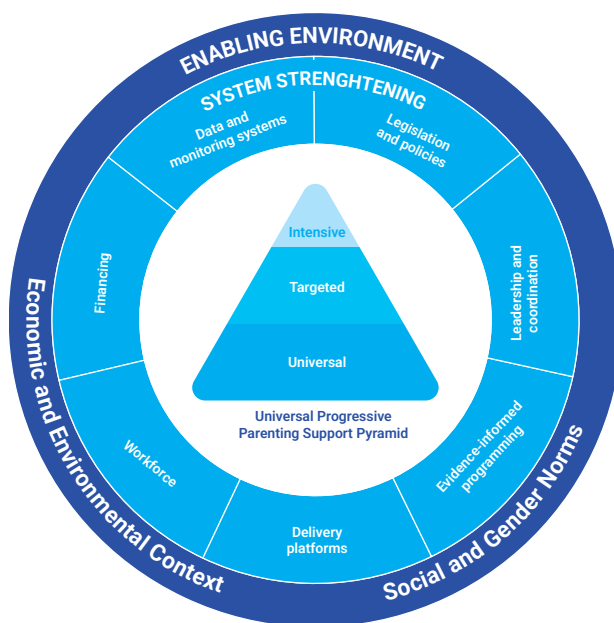 ENABLING ENVIRONMENT
SYSTEM STRENGHTENING
Data and
monitoring systems
Legislation
and policies
Financing
Leadership and
coordination
Intensive
Targeted
Universal
Universal Progressive
Parenting Support Pyramid
Workforce
Evidence-informed
programming
Delivery
platforms
Economic and Environmental Context
Social and Gender Norms